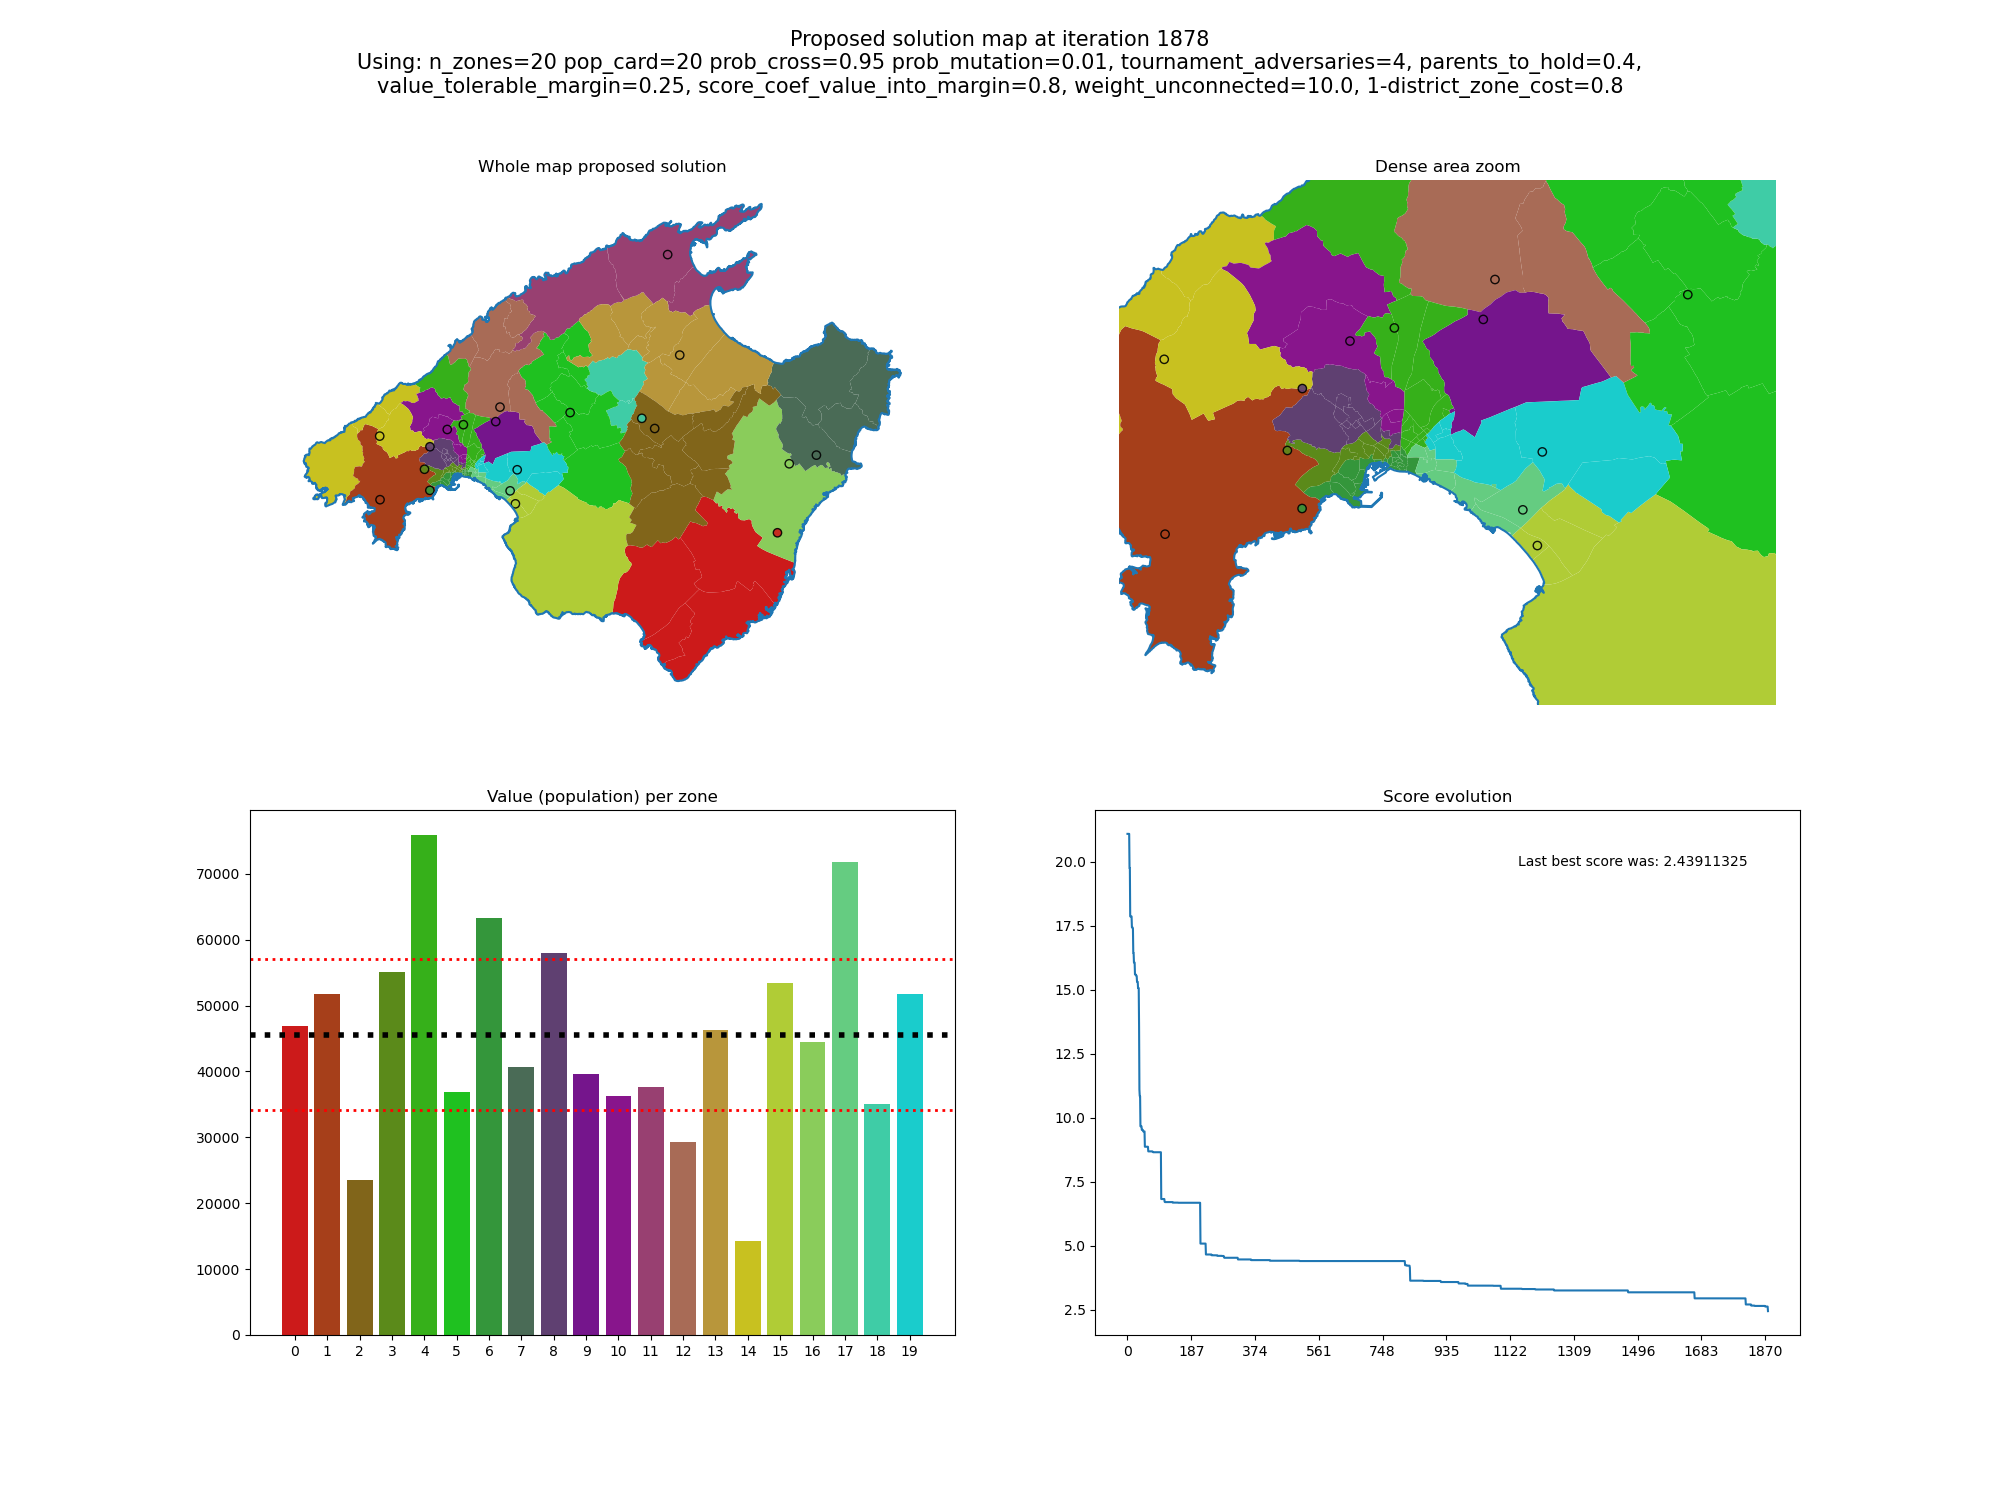 Proposed solution map at iteration 1878
Using: n_zones=20 pop_card=20 prob_cross=0.95 prob_mutation=0.01, tournament_adversaries=4, parents_to_hold=0.4,
value_tolerable_margin=0.25, score_coef_value_into_margin=0.8, weight_unconnected=10.0, 1-district_zone_cost=0.8
Whole map proposed solution
Dense area zoom
Value (population) per zone
70000
60000
50000
40000
30000
20000
10000
0
0 1 2 3 4 5 6 7 8 9 10 11 12 13 14 15 16 17 18 19
Score evolution
Last best score was: 2.43911325
20.0
17.5
15.0
12.5
10.0
7.5
5.0
2.5
0 187 374 561 748 935 1122 1309 1496 1683 1870